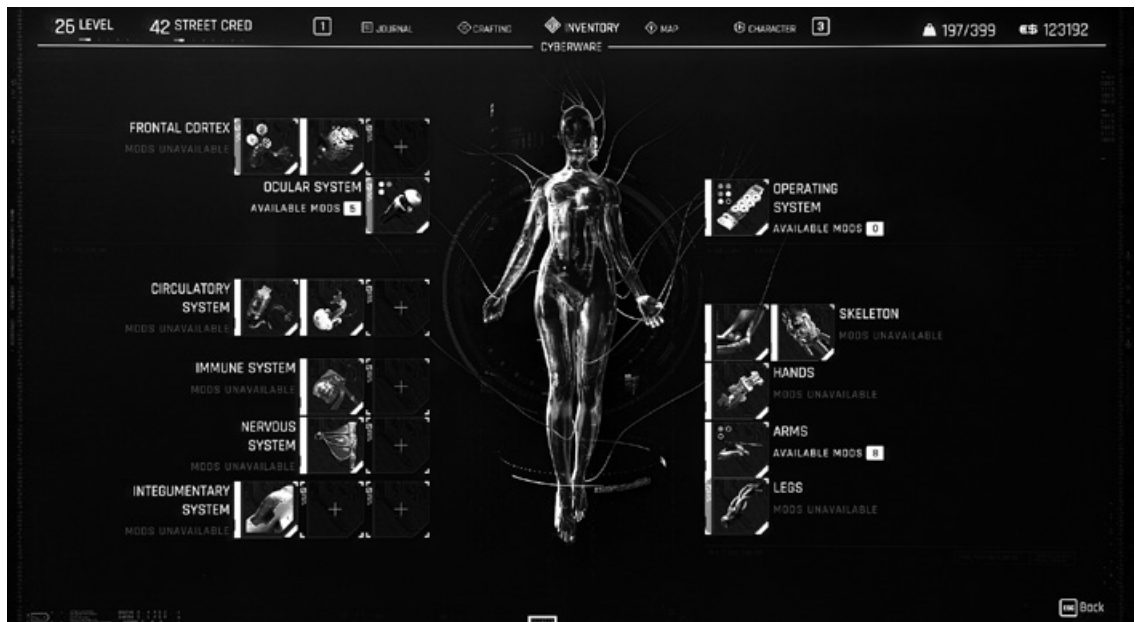 26 LEVEL
42 STREET CRED
1
JOURNAL
CRAFTING
INVENTORY
MAP
CHARACTER
3
197/399
€$ 123192
CYBERWARE
FRONTAL CORTEX
MODS UNAVAILABLE
OCULAR SYSTEM
AVAILABLE MODS 5
OPERATING
SYSTEM
AVAILABLE MODS 0
CIRCULATORY
SYSTEM
MODS UNAVAILABLE
SKELETON
MODS UNAVAILABLE
IMMUNE SYSTEM
MODS UNAVAILABLE
HANDS
MODS UNAVAILABLE
NERVOUS
SYSTEM
MODS UNAVAILABLE
ARMS
AVAILABLE MODS 8
INTEGUMENTARY
SYSTEM
MODS UNAVAILABLE
LEGS
MODS UNAVAILABLE
ESC Back